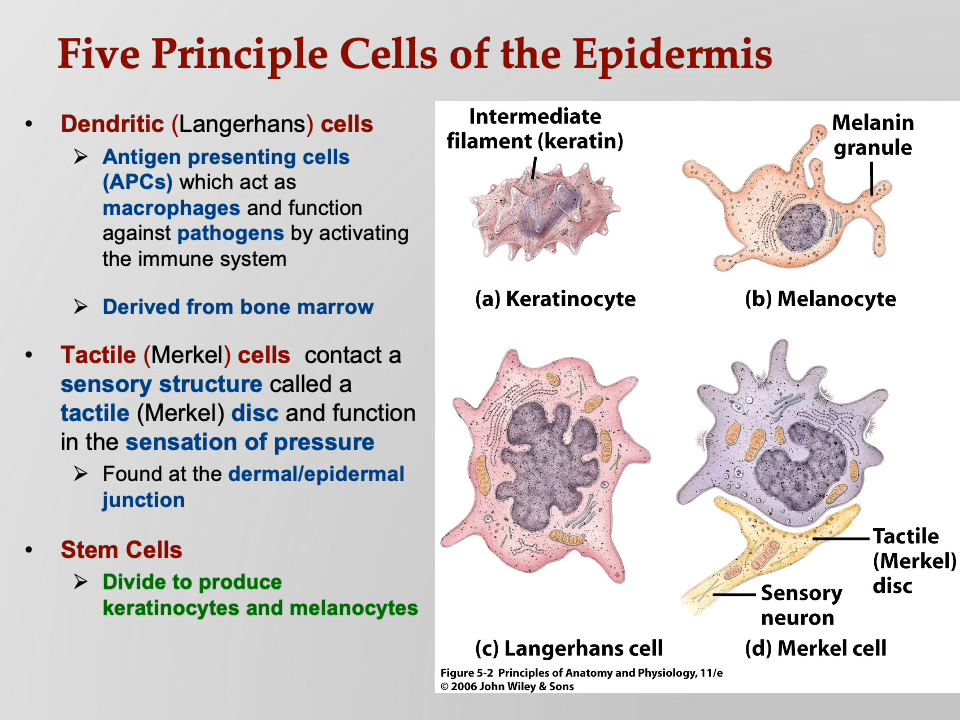 Five Principle Cells of the Epidermis
• Dendritic (Langerhans) cells
➢ Antigen presenting cells
(APCs) which act as
macrophages and function
against pathogens by activating
the immune system
➢ Derived from bone marrow
• Tactile (Merkel) cells contact a
sensory structure called a
tactile (Merkel) disc and function
in the sensation of pressure
➢ Found at the dermal/epidermal
junction
• Stem Cells
➢ Divide to produce
keratinocytes and melanocytes
Intermediate
filament (keratin)
Melanin
granule
(a) Keratinocyte
(b) Melanocyte
Tactile
(Merkel)
disc
Sensory
neuron
(c) Langerhans cell
(d) Merkel cell
Figure 5-2 Principles of Anatomy and Physiology, 11/e
© 2006 John Wiley & Sons